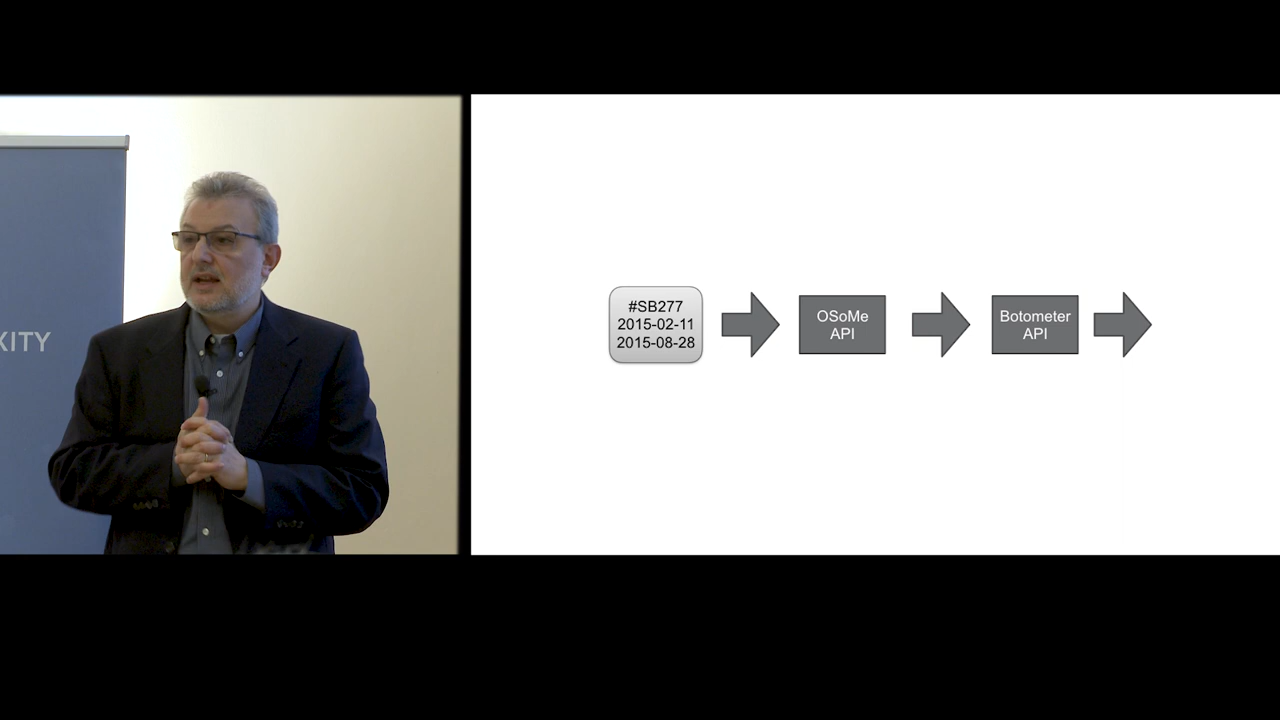 XITY
#SB277
2015-02-11
2015-08-28
OSoMe
API
Botometer
API